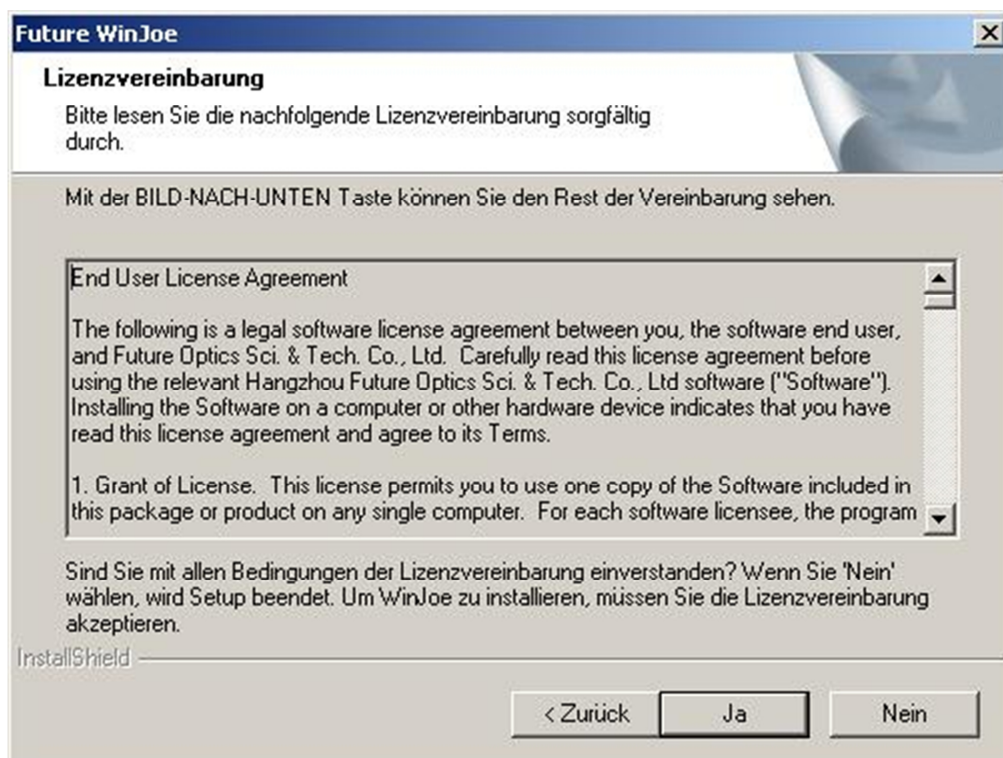 Future WinJoe
Lizenzvereinbarung
Bitte lesen Sie die nachfolgende Lizenzvereinbarung sorgfältig
durch.
Mit der BILD-NACH-UNTEN Taste können Sie den Rest der Vereinbarung sehen.
End User License Agreement
The following is a legal software license agreement between you, the software end user,
and Future Optics Sci. & Tech. Co., Ltd.  Carefully read this license agreement before
using the relevant Hangzhou Future Optics Sci. & Tech. Co., Ltd software ("Software").
Installing the Software on a computer or other hardware device indicates that you have
read this license agreement and agree to its Terms.
1. Grant of License.  This license permits you to use one copy of the Software included in
this package or product on any single computer.  For each software licensee, the program
Sind Sie mit allen Bedingungen der Lizenzvereinbarung einverstanden? Wenn Sie 'Nein'
wählen, wird Setup beendet. Um WinJoe zu installieren, müssen Sie die Lizenzvereinbarung
akzeptieren.
InstallShield
< Zurück
Ja
Nein